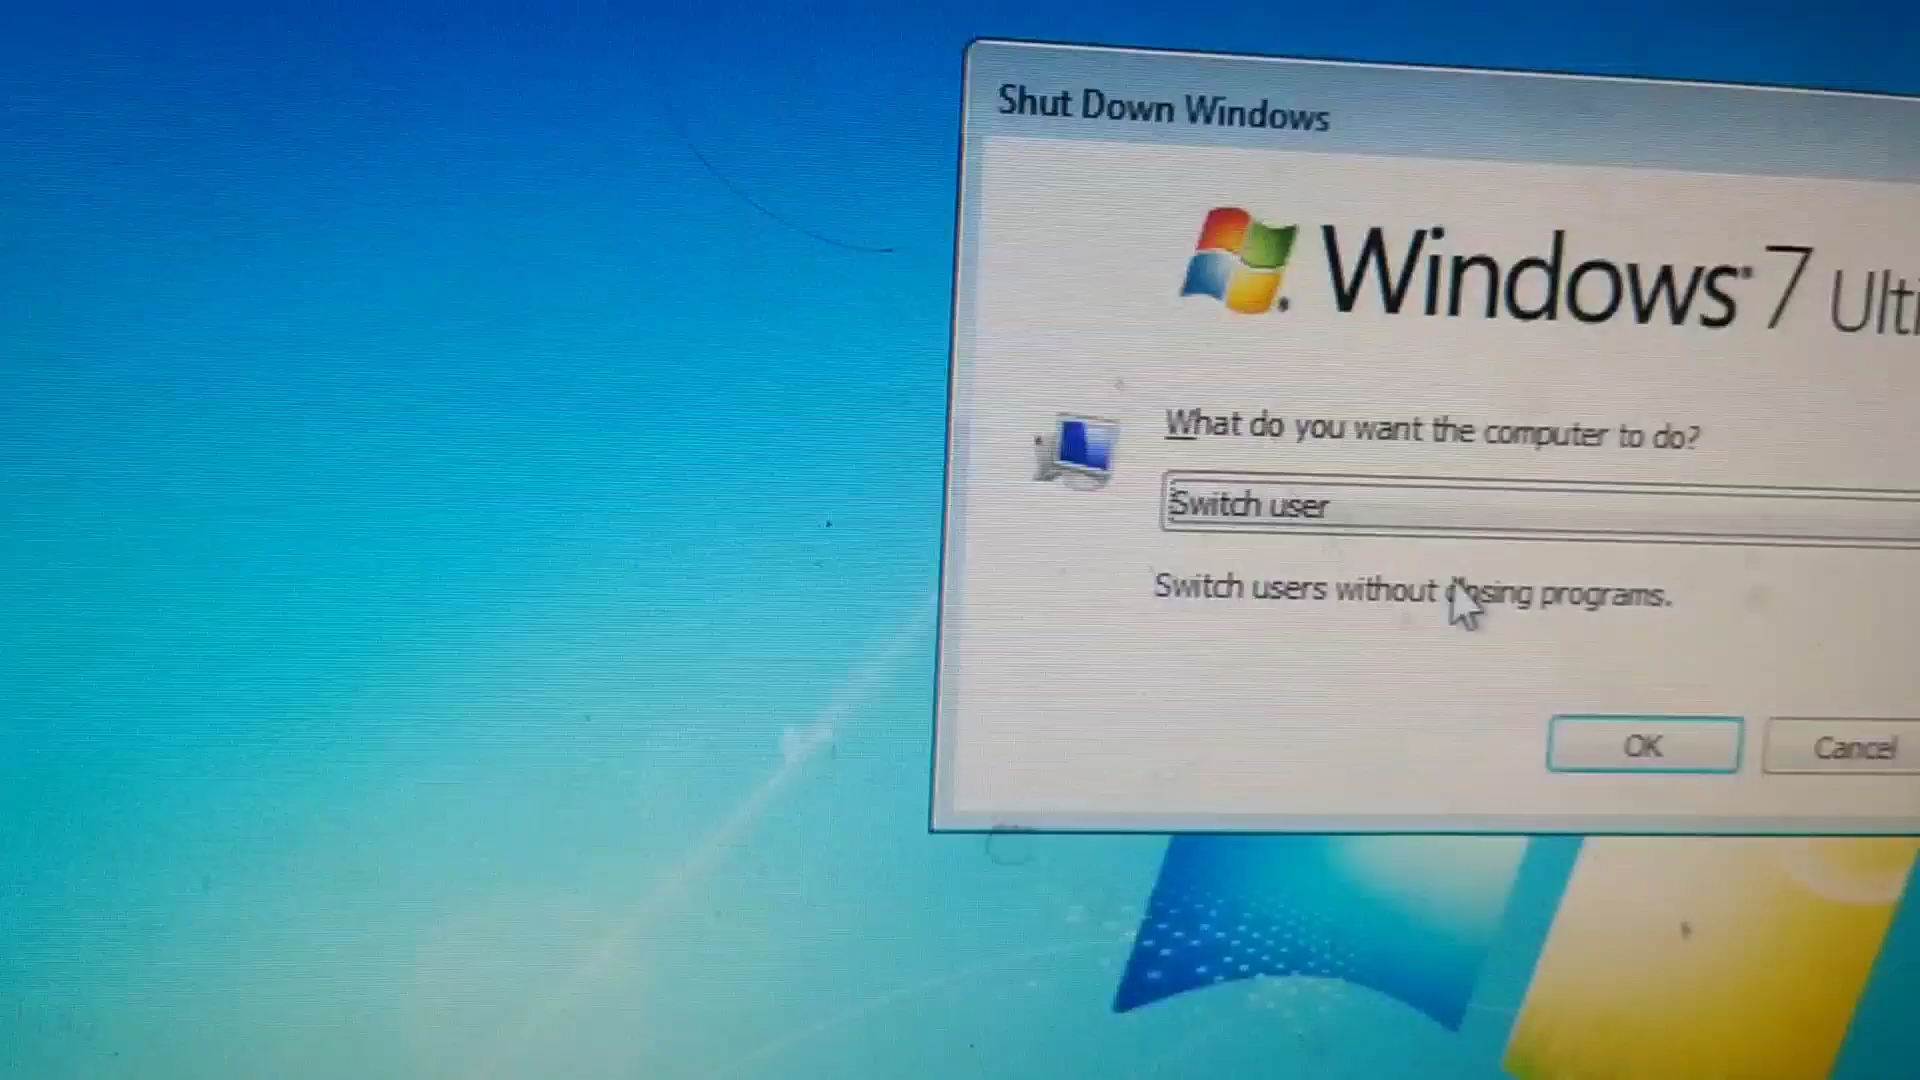 Shut Down Windows
Windows 7 Ulti
What do you want the computer to do?
Switch user
Switch users without closing programs.
OK Cancel